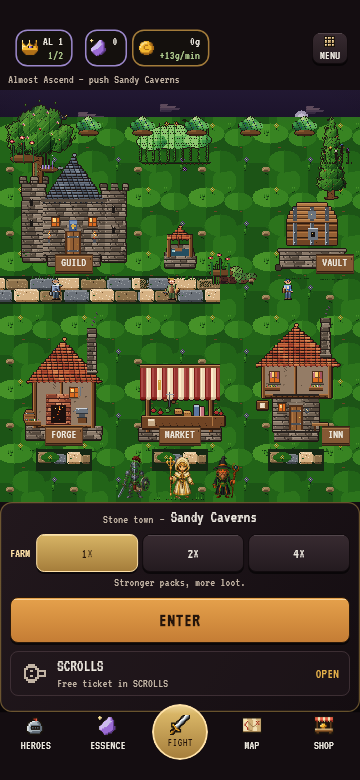 AL 1
1/2
0
0g
+13g/min
MENU
Almost Ascend - push Sandy Caverns
GUILD
VAULT
FORGE
MARKET
INN
Stone town - Sandy Caverns
FARM
1X
2X
4X
Stronger packs, more loot.
ENTER
SCROLLS
Free ticket in SCROLLS
OPEN
HEROES
ESSENCE
FIGHT
MAP
SHOP